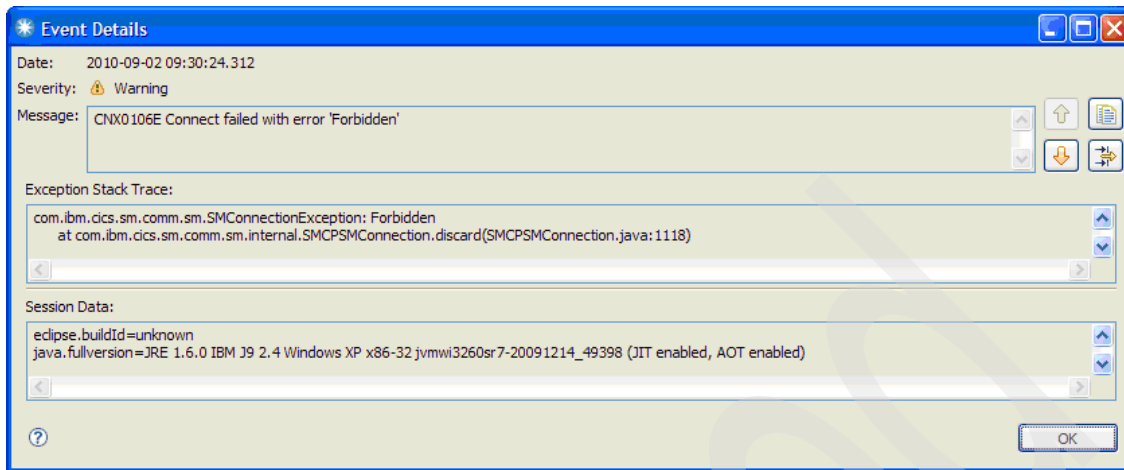 Event Details
Date: 2010-09-02 09:30:24.312
Severity: Warning
Message: CNX0106E Connect failed with error 'Forbidden'
Exception Stack Trace:
com.ibm.cics.sm.comm.sm.SMConnectionException: Forbidden
at com.ibm.cics.sm.comm.sm.internal.SMCPSMConnection.discard(SMCPSMConnection.java:1118)
Session Data:
eclipse.buildId=unknown
java.fullversion=JRE 1.6.0 IBM J9 2.4 Windows XP x86-32 jvmwi3260sr7-20091214_49398 (JIT enabled, AOT enabled)
OK